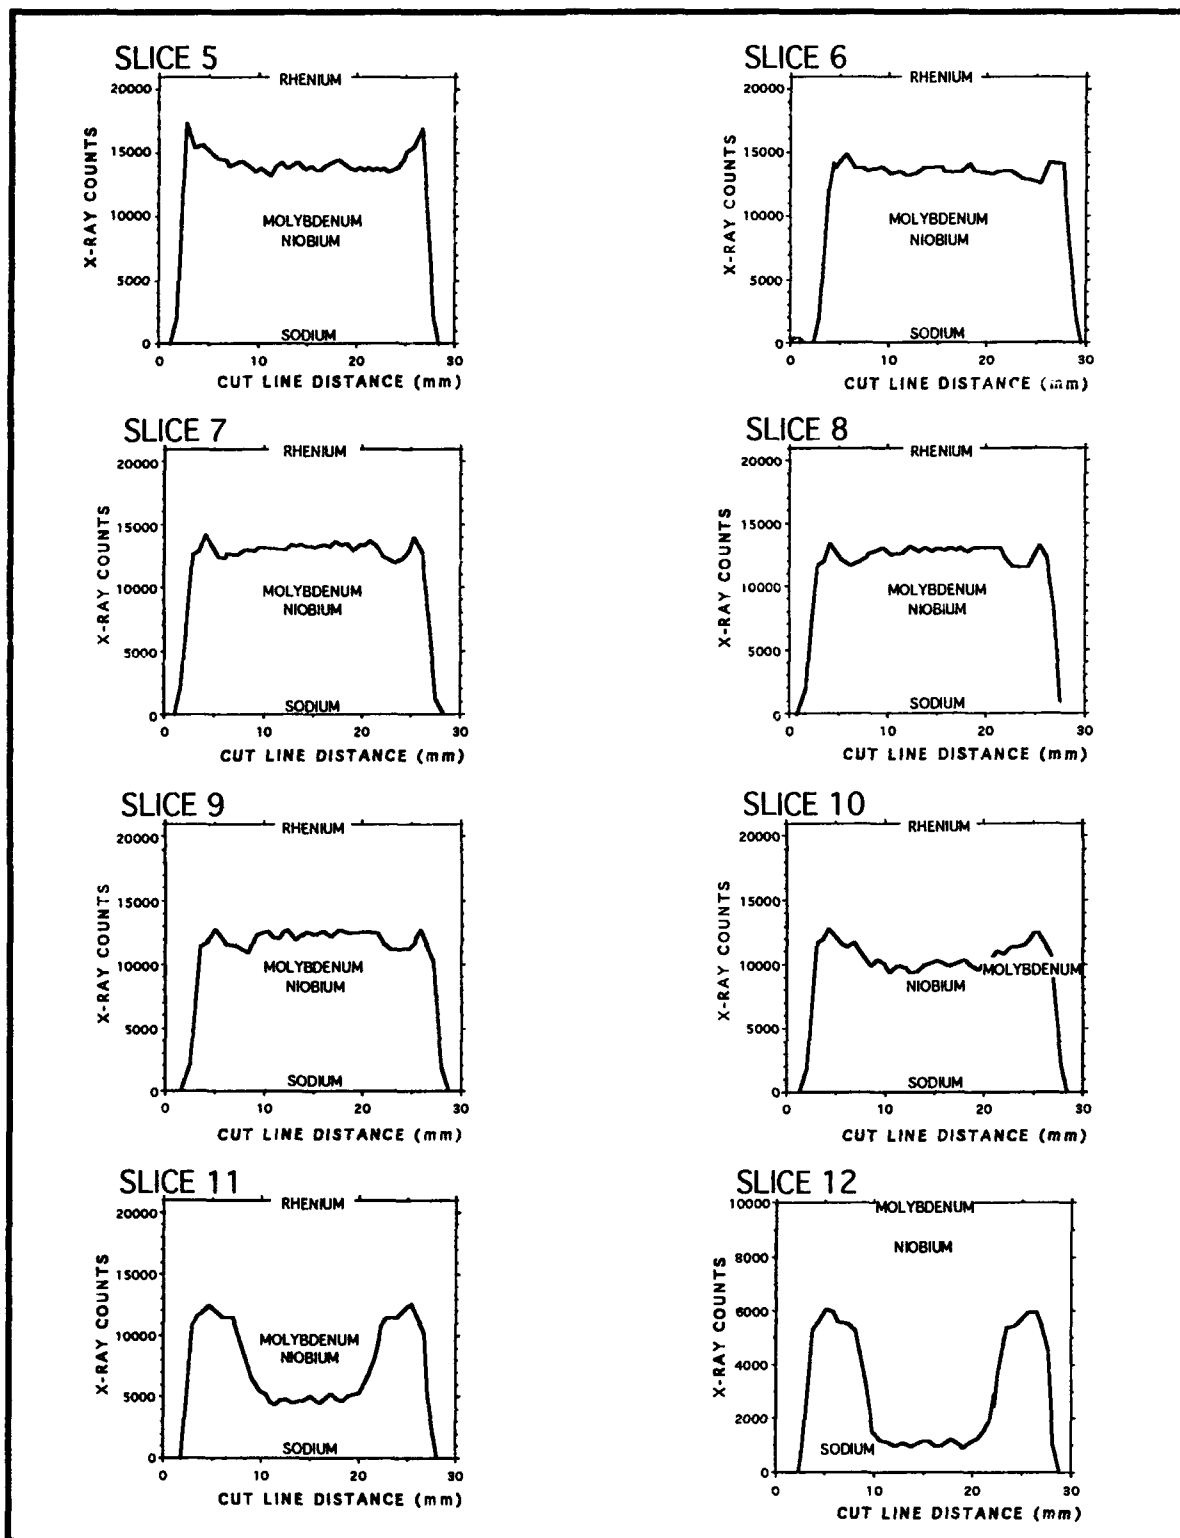 SLICE 5
RHENIUM
20000
15000
10000
5000
0
X-RAY COUNTS
MOLYBDENUM
NIOBIUM
SODIUM
0 10 20 30
CUT LINE DISTANCE (mm)
SLICE 6
RHENIUM
20000
15000
10000
5000
0
X-RAY COUNTS
MOLYBDENUM
NIOBIUM
SODIUM
0 10 20 30
CUT LINE DISTANCE (mm)
SLICE 7
RHENIUM
20000
15000
10000
5000
0
X-RAY COUNTS
MOLYBDENUM
NIOBIUM
SODIUM
0 10 20 30
CUT LINE DISTANCE (mm)
SLICE 8
RHENIUM
20000
15000
10000
5000
0
X-RAY COUNTS
MOLYBDENUM
NIOBIUM
SODIUM
0 10 20 30
CUT LINE DISTANCE (mm)
SLICE 9
RHENIUM
20000
15000
10000
5000
0
X-RAY COUNTS
MOLYBDENUM
NIOBIUM
SODIUM
0 10 20 30
CUT LINE DISTANCE (mm)
SLICE 10
RHENIUM
20000
15000
10000
5000
0
X-RAY COUNTS
MOLYBDENUM
NIOBIUM
SODIUM
0 10 20 30
CUT LINE DISTANCE (mm)
SLICE 11
RHENIUM
20000
15000
10000
5000
0
X-RAY COUNTS
MOLYBDENUM
NIOBIUM
SODIUM
0 10 20 30
CUT LINE DISTANCE (mm)
SLICE 12
10000
8000
6000
4000
2000
0
X-RAY COUNTS
MOLYBDENUM
NIOBIUM
SODIUM
0 10 20 30
CUT LINE DISTANCE (mm)